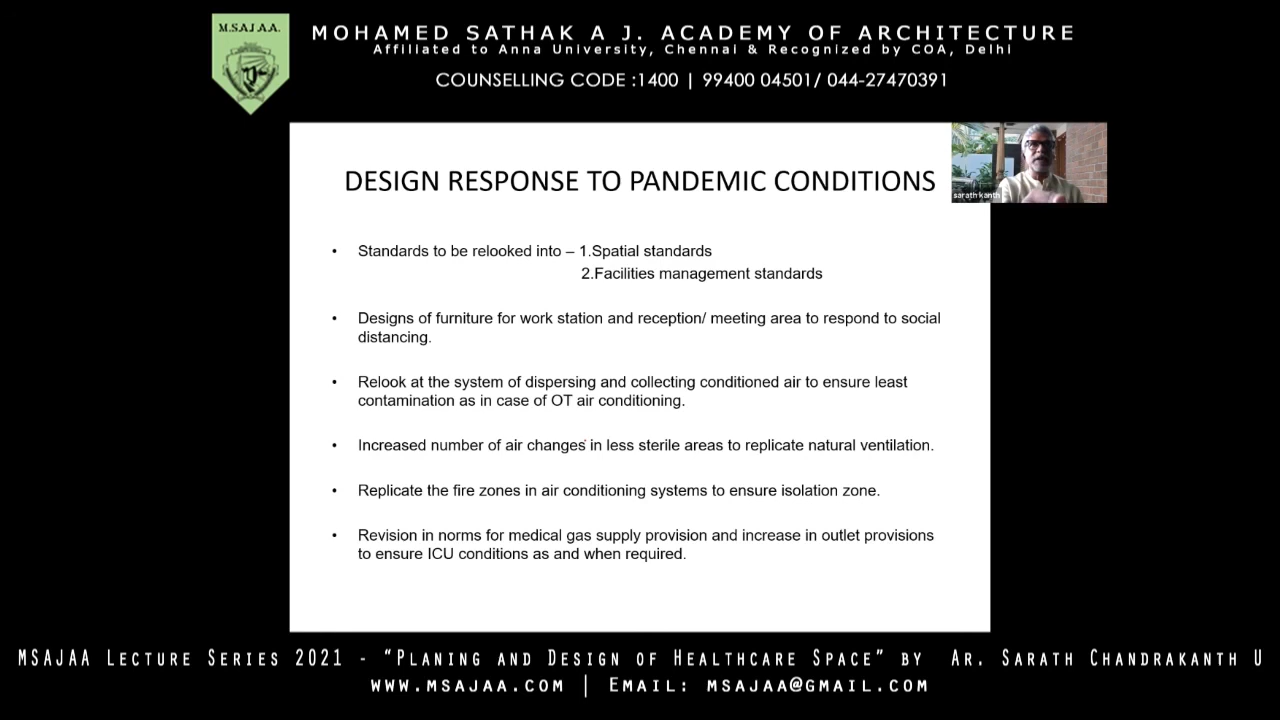 M.SAJAA.
MOHAMED SATHAK A J. ACADEMY OF ARCHITECTURE
Affiliated to Anna University, Chennai & Recognized by COA, Delhi
COUNSELLING CODE :1400 | 99400 04501/ 044-27470391
DESIGN RESPONSE TO PANDEMIC CONDITIONS
sarath kanth
• Standards to be relooked into – 1.Spatial standards
2.Facilities management standards
• Designs of furniture for work station and reception/ meeting area to respond to social
distancing.
• Relook at the system of dispersing and collecting conditioned air to ensure least
contamination as in case of OT air conditioning.
• Increased number of air changes in less sterile areas to replicate natural ventilation.
• Replicate the fire zones in air conditioning systems to ensure isolation zone.
• Revision in norms for medical gas supply provision and increase in outlet provisions
to ensure ICU conditions as and when required.
MSAJAA Lecture Series 2021 - “Planing and Design of Healthcare Space” by Ar. Sarath Chandrakanth U
www.msajaa.com | Email: msajaa@gmail.com